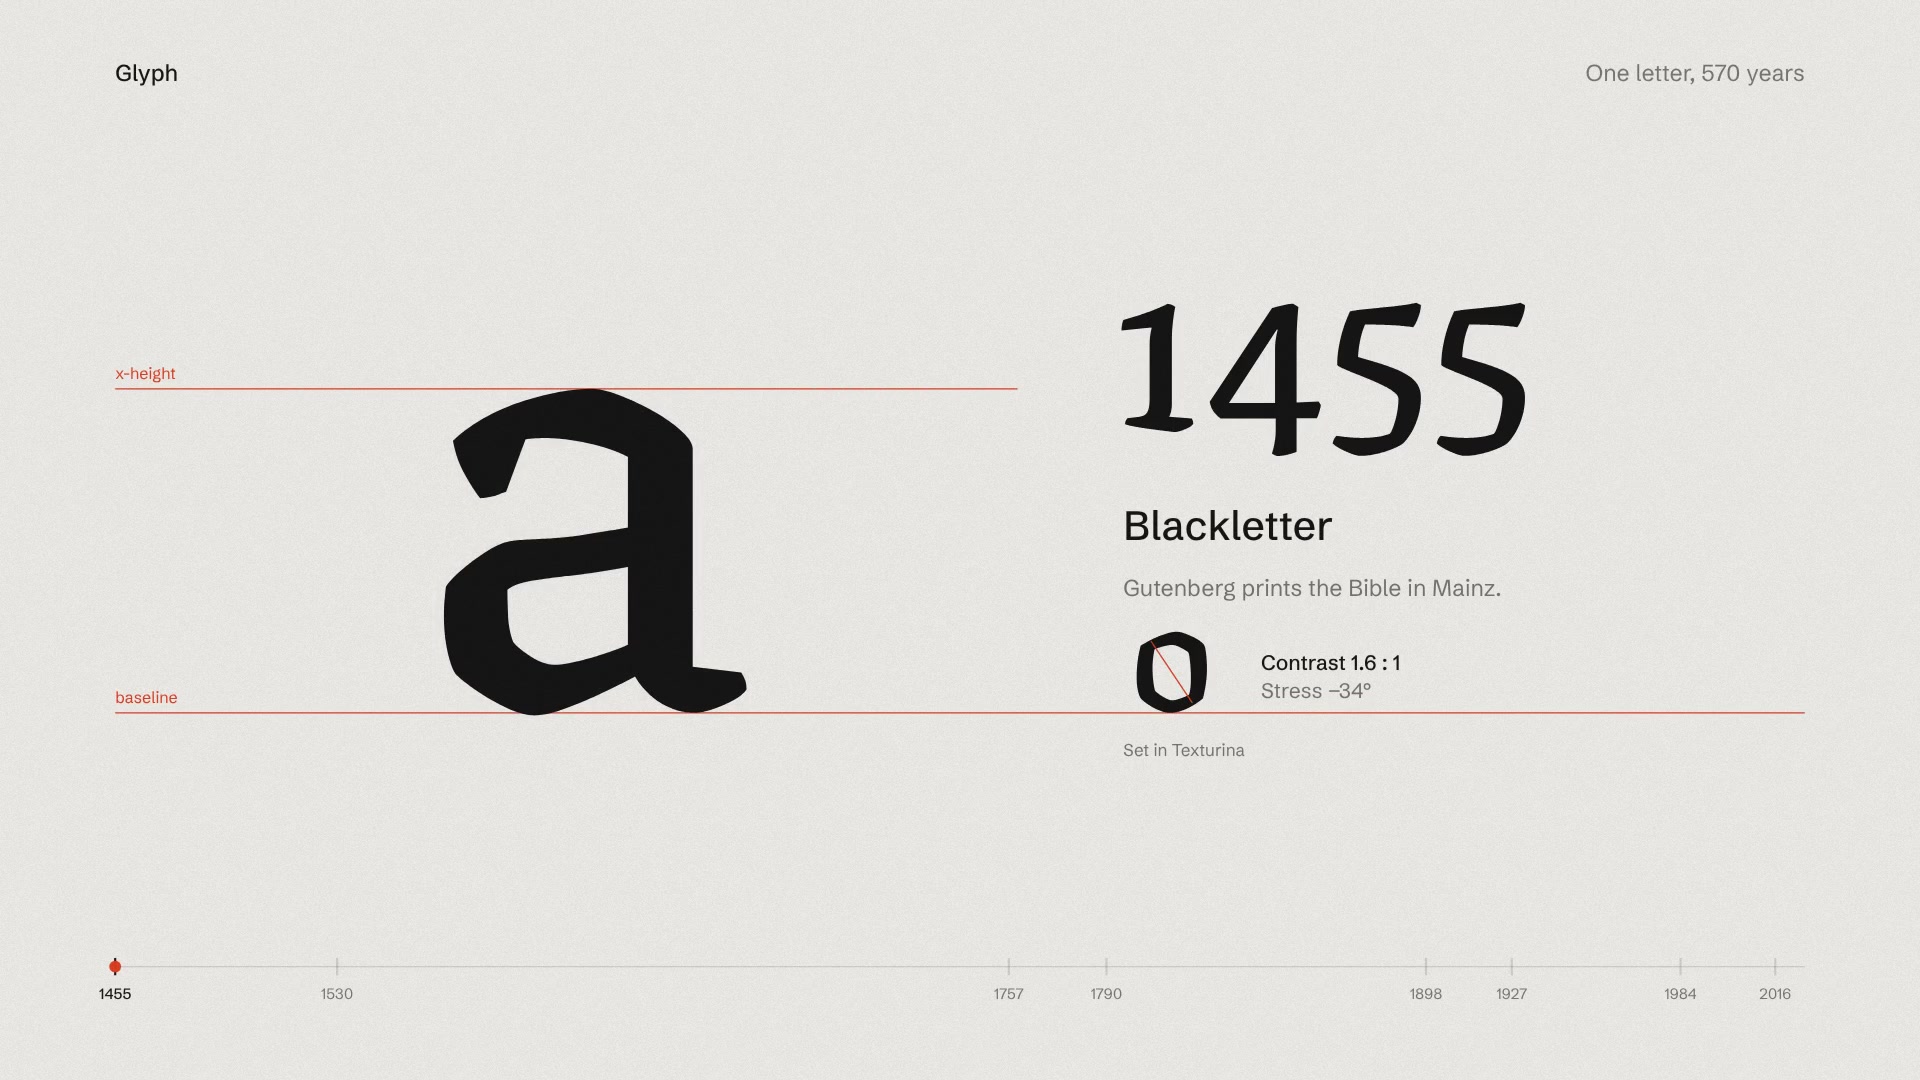 Glyph
One letter, 570 years
x-height
a
baseline
1455
Blackletter
Gutenberg prints the Bible in Mainz.
o
Contrast 1.6 : 1
Stress −34°
Set in Texturina
1455 1530 1757 1790 1898 1927 1984 2016